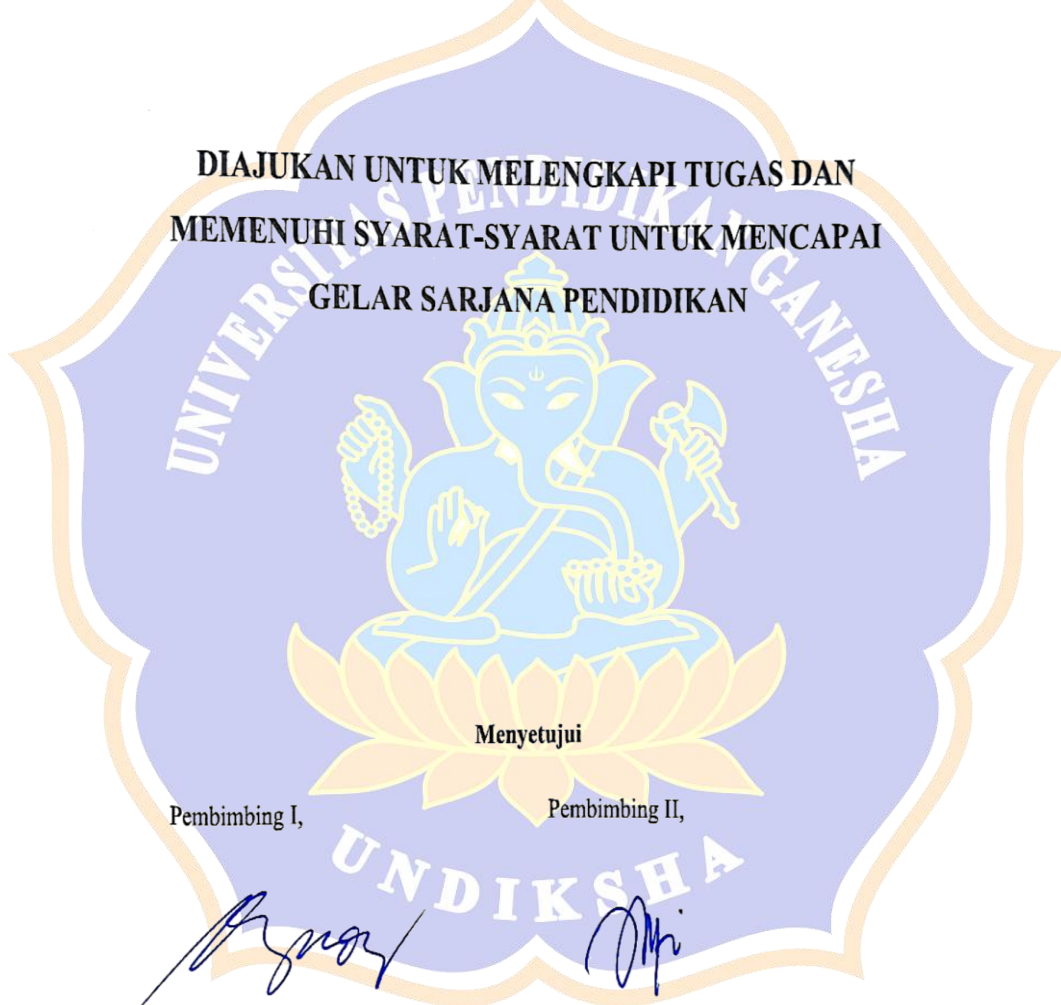 DIAJUKAN UNTUK MELENGKAPI TUGAS DAN
MEMENUHI SYARAT-SYARAT UNTUK MENCAPAI
GELAR SARJANA PENDIDIKAN
UNIVERSITAS PENDIDIKAN GANESHA
Menyetujui
Pembimbing I,
Pembimbing II,
UNDIKSHA